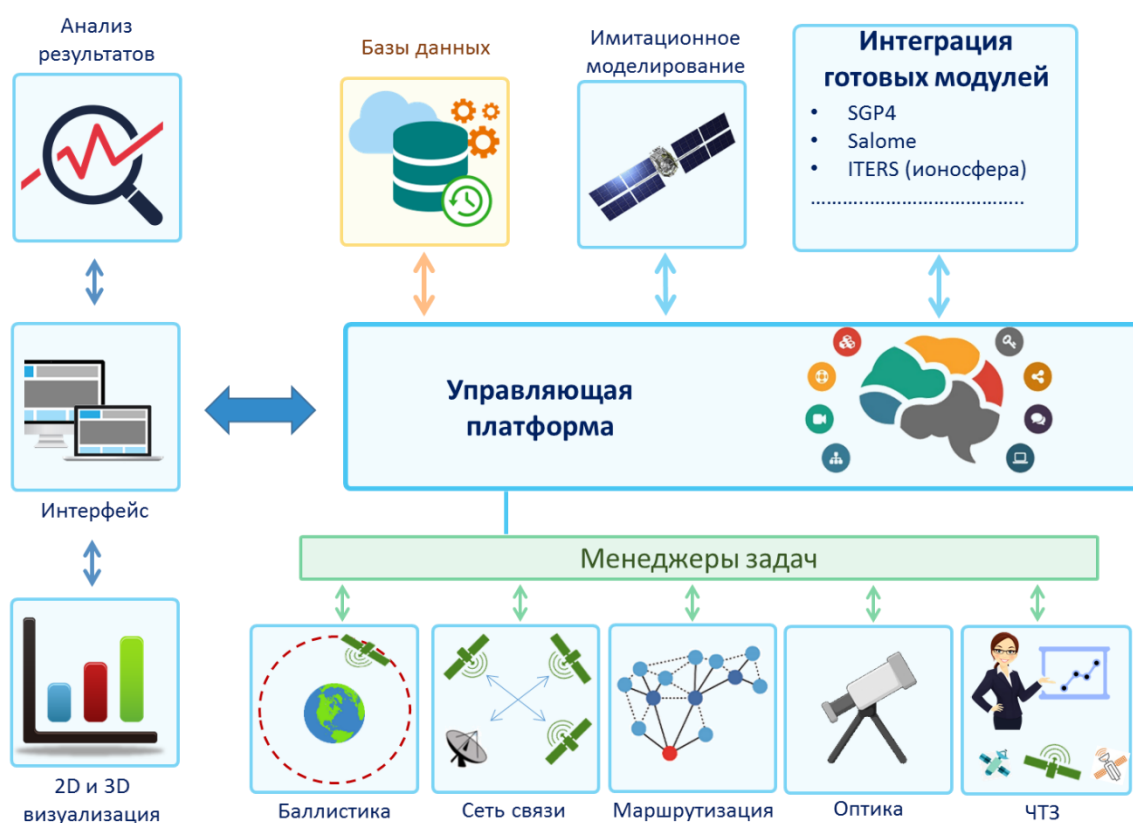 Анализ
результатов
Базы данных
Имитационное
моделирование
Интеграция
готовых модулей
• SGP4
• Salome
• ITERS (ионосфера)
……………………………………..
Управляющая
платформа
Интерфейс
Менеджеры задач
2D и 3D
визуализация
Баллистика
Сеть связи
Маршрутизация
Оптика
ЧТЗ